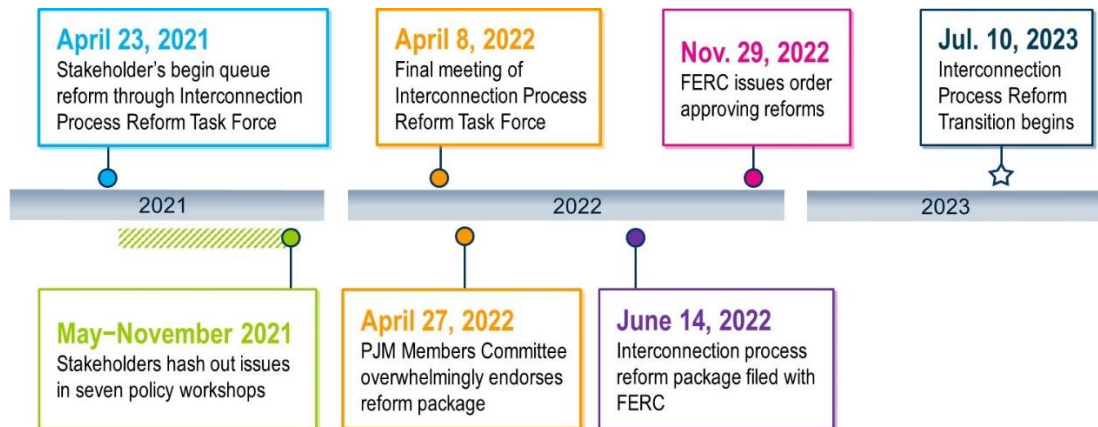 April 23, 2021
Stakeholder's begin queue
reform through Interconnection
Process Reform Task Force
April 8, 2022
Final meeting of
Interconnection Process
Reform Task Force
Nov. 29, 2022
FERC issues order
approving reforms
Jul. 10, 2023
Interconnection
Process Reform
Transition begins
2021
2022
2023
May–November 2021
Stakeholders hash out issues
in seven policy workshops
April 27, 2022
PJM Members Committee
overwhelmingly endorses
reform package
June 14, 2022
Interconnection process
reform package filed with
FERC